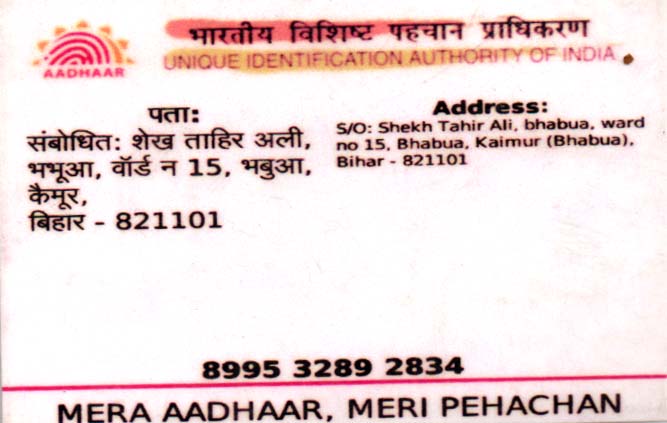 भारतीय विशिष्ट पहचान प्राधिकरण
UNIQUE IDENTIFICATION AUTHORITY OF INDIA
AADHAAR
पता:
संबोधित: शेख ताहिर अली,
भभूआ, वॉर्ड न 15, भबुआ,
कैमूर,
बिहार - 821101
Address:
S/O: Shekh Tahir Ali, bhabua, ward
no 15, Bhabua, Kaimur (Bhabua),
Bihar - 821101
8995 3289 2834
MERA AADHAAR, MERI PEHACHAN